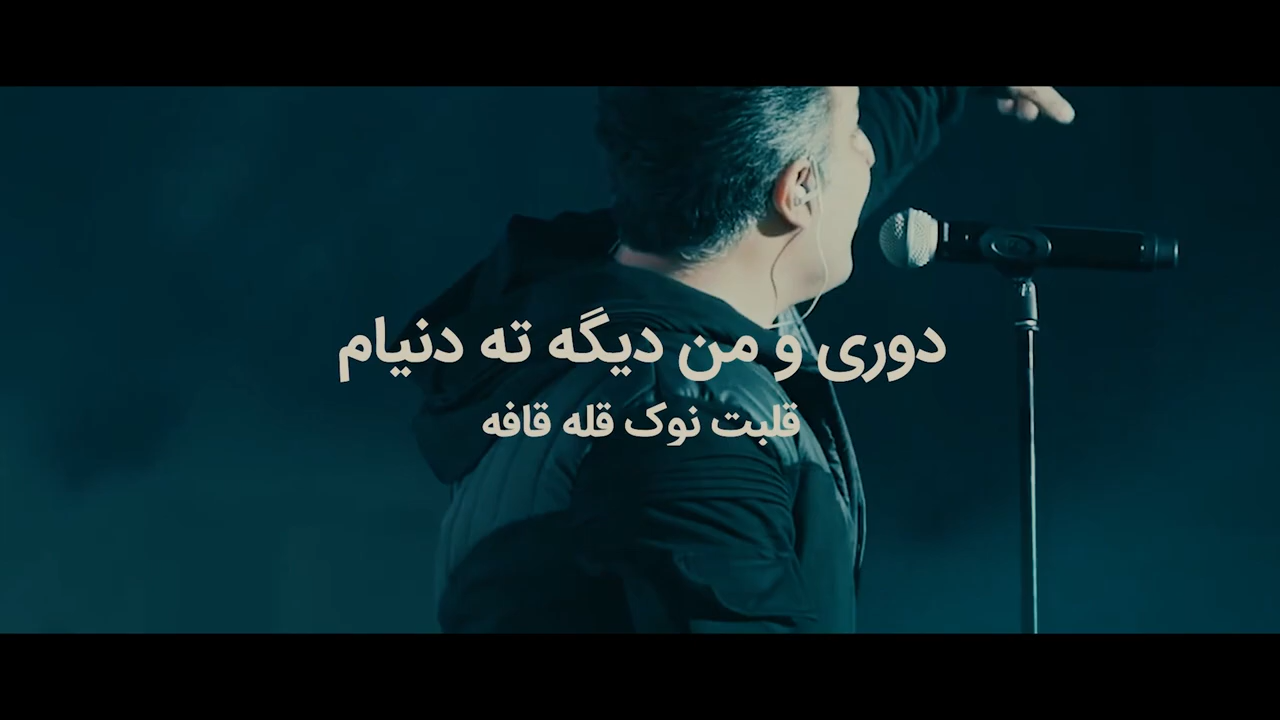 دوری و من دیگه ته دنیام
قلبت نوک قله قافه